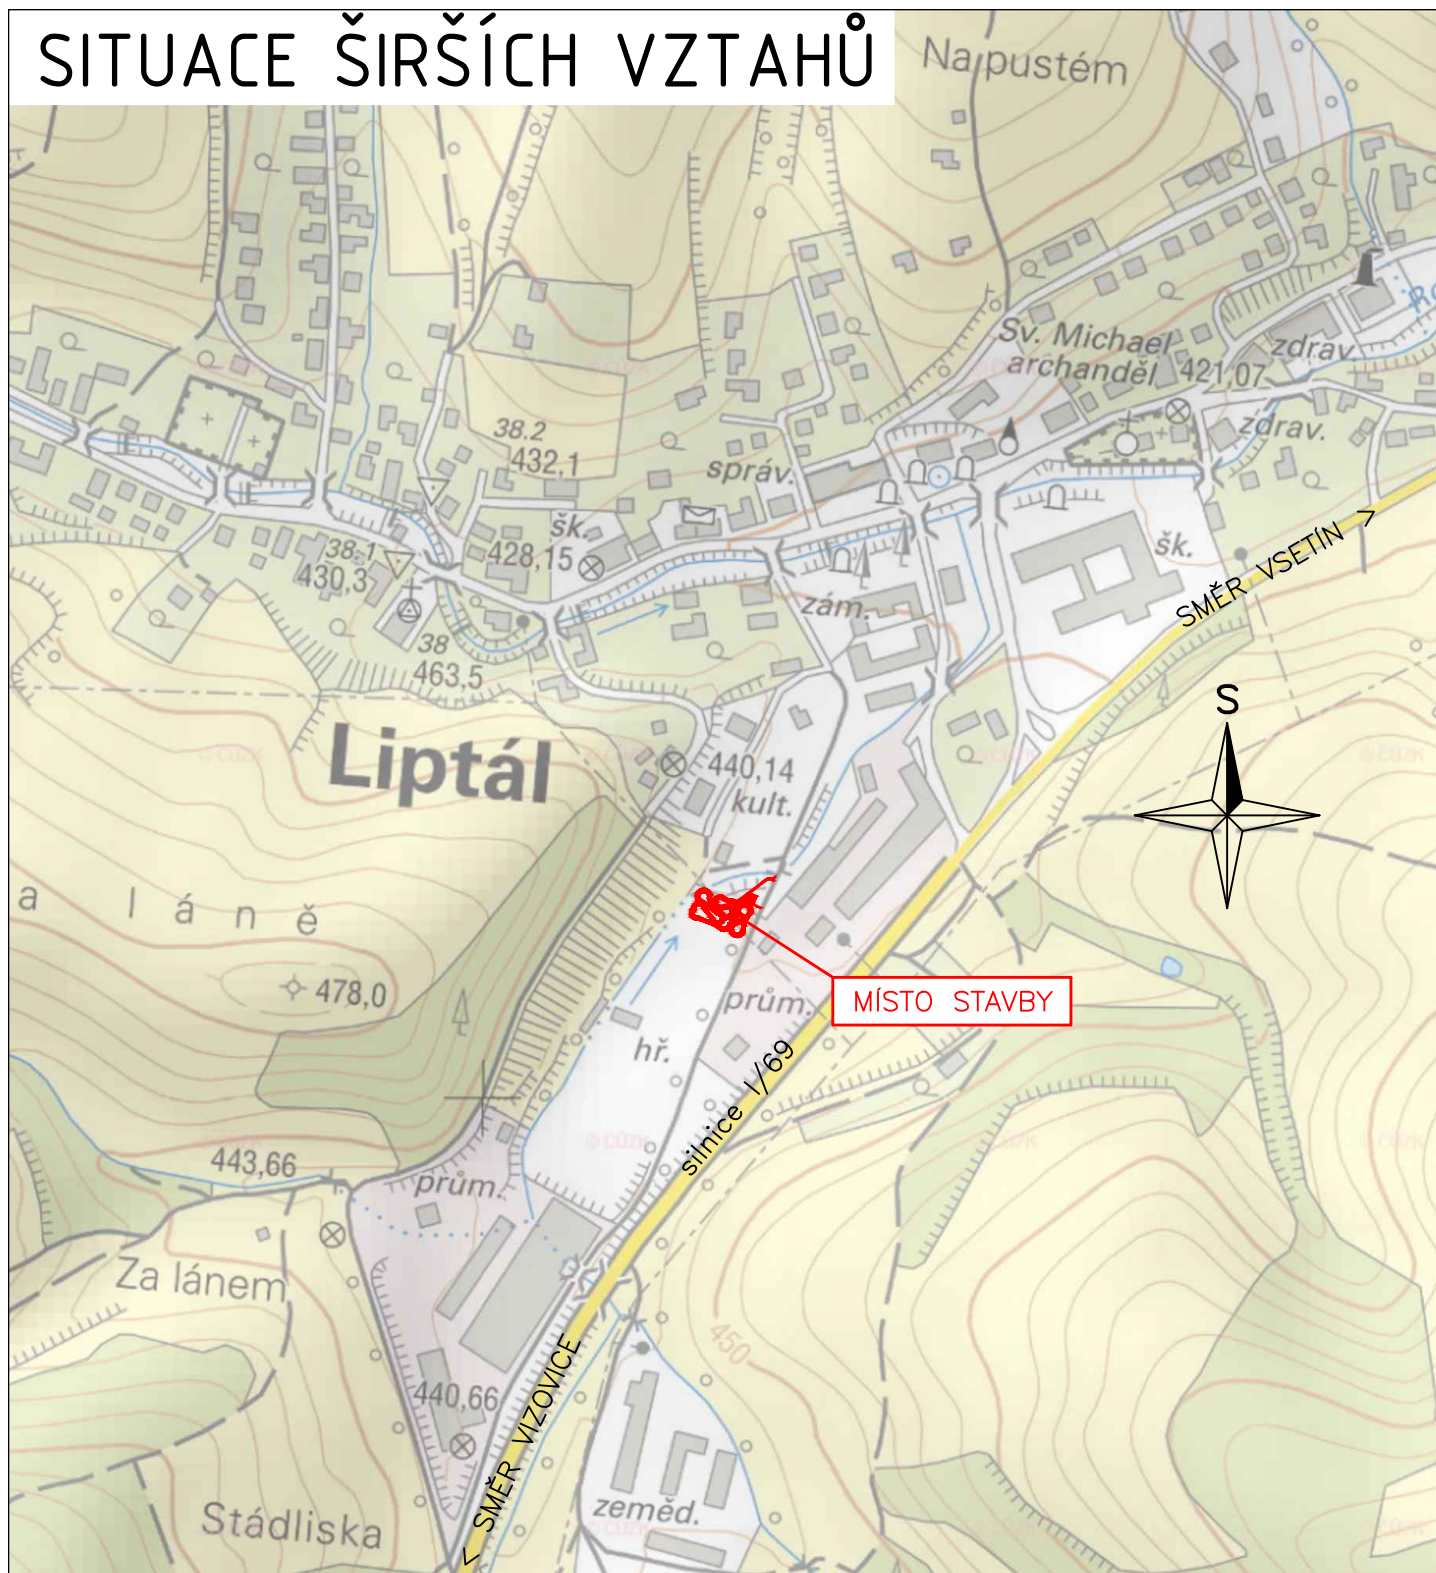 SITUACE ŠIRŠÍCH VZTAHŮ
Na pustém
Sv. Michael
archanděl
421,07
zdrav.
zdrav.
38.2
432,1
správ.
šk.
428,15
38.1
430,3
šk.
SMĚR VSETÍN >
zám.
38
463,5
S
Liptál
440,14
kult.
a láně
478,0
MÍSTO STAVBY
prům.
hř.
silnice I/69
©ČÚZK
443,66
prům.
Za lánem
450
440,66
< SMĚR VIZOVICE
Stádliska
zeměd.